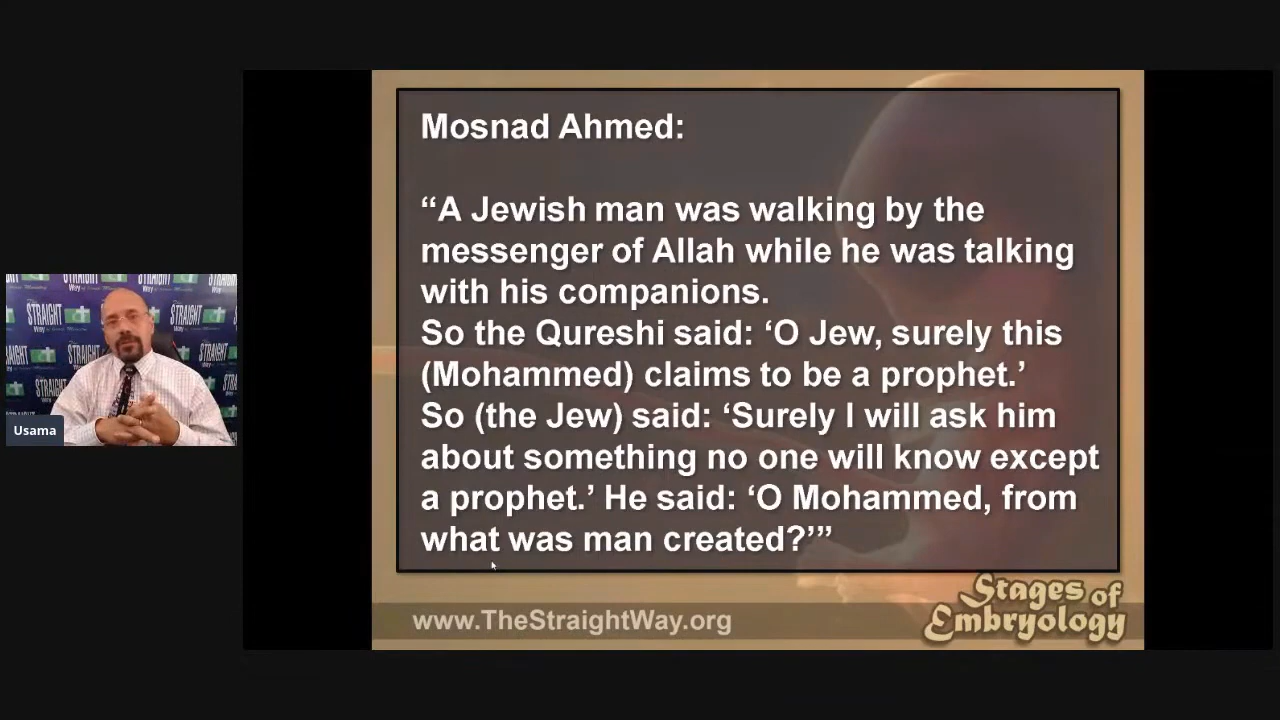 Mosnad Ahmed:
“A Jewish man was walking by the
messenger of Allah while he was talking
with his companions.
So the Qureshi said: ‘O Jew, surely this
(Mohammed) claims to be a prophet.’
So (the Jew) said: ‘Surely I will ask him
about something no one will know except
a prophet.’ He said: ‘O Mohammed, from
what was man created?’”
www.TheStraightWay.org
Stages of
Embryology
Usama
STRAIGHT
Way